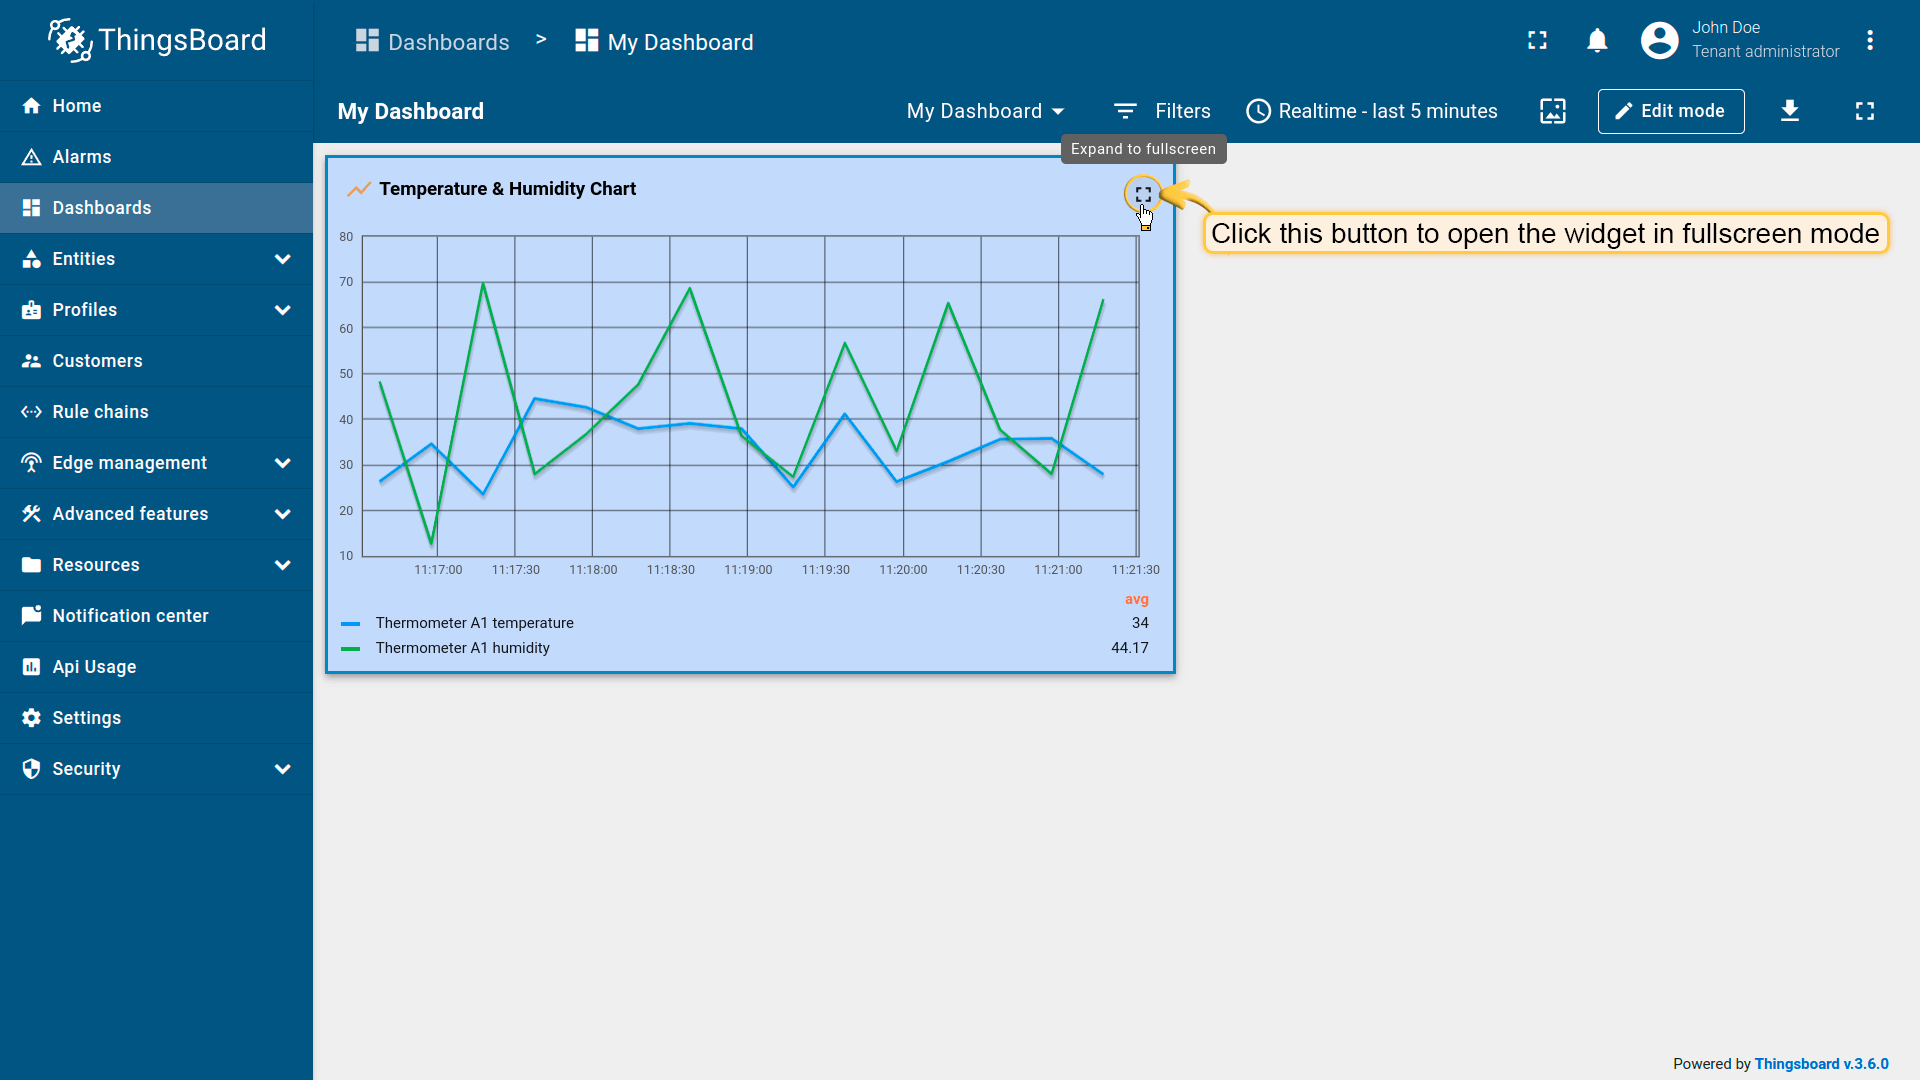 ThingsBoard
Dashboards > My Dashboard
John Doe
Tenant administrator
Home
Alarms
Dashboards
Entities
Profiles
Customers
Rule chains
Edge management
Advanced features
Resources
Notification center
Api Usage
Settings
Security
My Dashboard
My Dashboard
Filters
Realtime - last 5 minutes
Edit mode
Expand to fullscreen
Temperature & Humidity Chart
Click this button to open the widget in fullscreen mode
80
70
60
50
40
30
20
10
11:17:00 11:17:30 11:18:00 11:18:30 11:19:00 11:19:30 11:20:00 11:20:30 11:21:00 11:21:30
avg
Thermometer A1 temperature 34
Thermometer A1 humidity 44.17
Powered by Thingsboard v.3.6.0